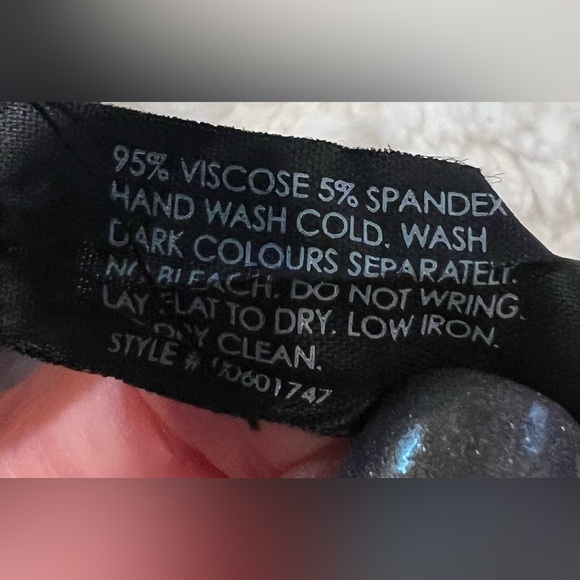 95% VISCOSE 5% SPANDEX
HAND WASH COLD. WASH
DARK COLOURS SEPARATELY.
NO BLEACH. DO NOT WRING.
LAY FLAT TO DRY. LOW IRON.
DRY CLEAN.
STYLE #